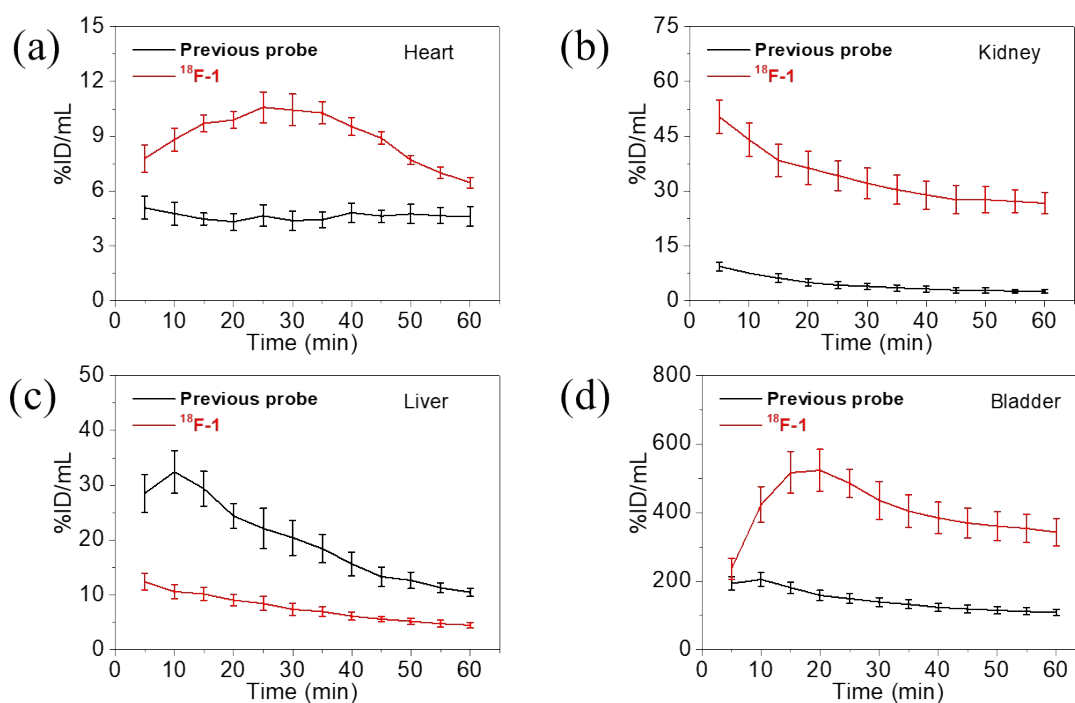 (a)
15
12
9
6
3
0
%ID/mL
Previous probe
¹⁸F-1
Heart
0 10 20 30 40 50 60
Time (min)
(b)
75
60
45
30
15
0
%ID/mL
Previous probe
¹⁸F-1
Kidney
0 10 20 30 40 50 60
Time (min)
(c)
50
40
30
20
10
0
%ID/mL
Previous probe
¹⁸F-1
Liver
0 10 20 30 40 50 60
Time (min)
(d)
800
600
400
200
0
%ID/mL
Previous probe
¹⁸F-1
Bladder
0 10 20 30 40 50 60
Time (min)